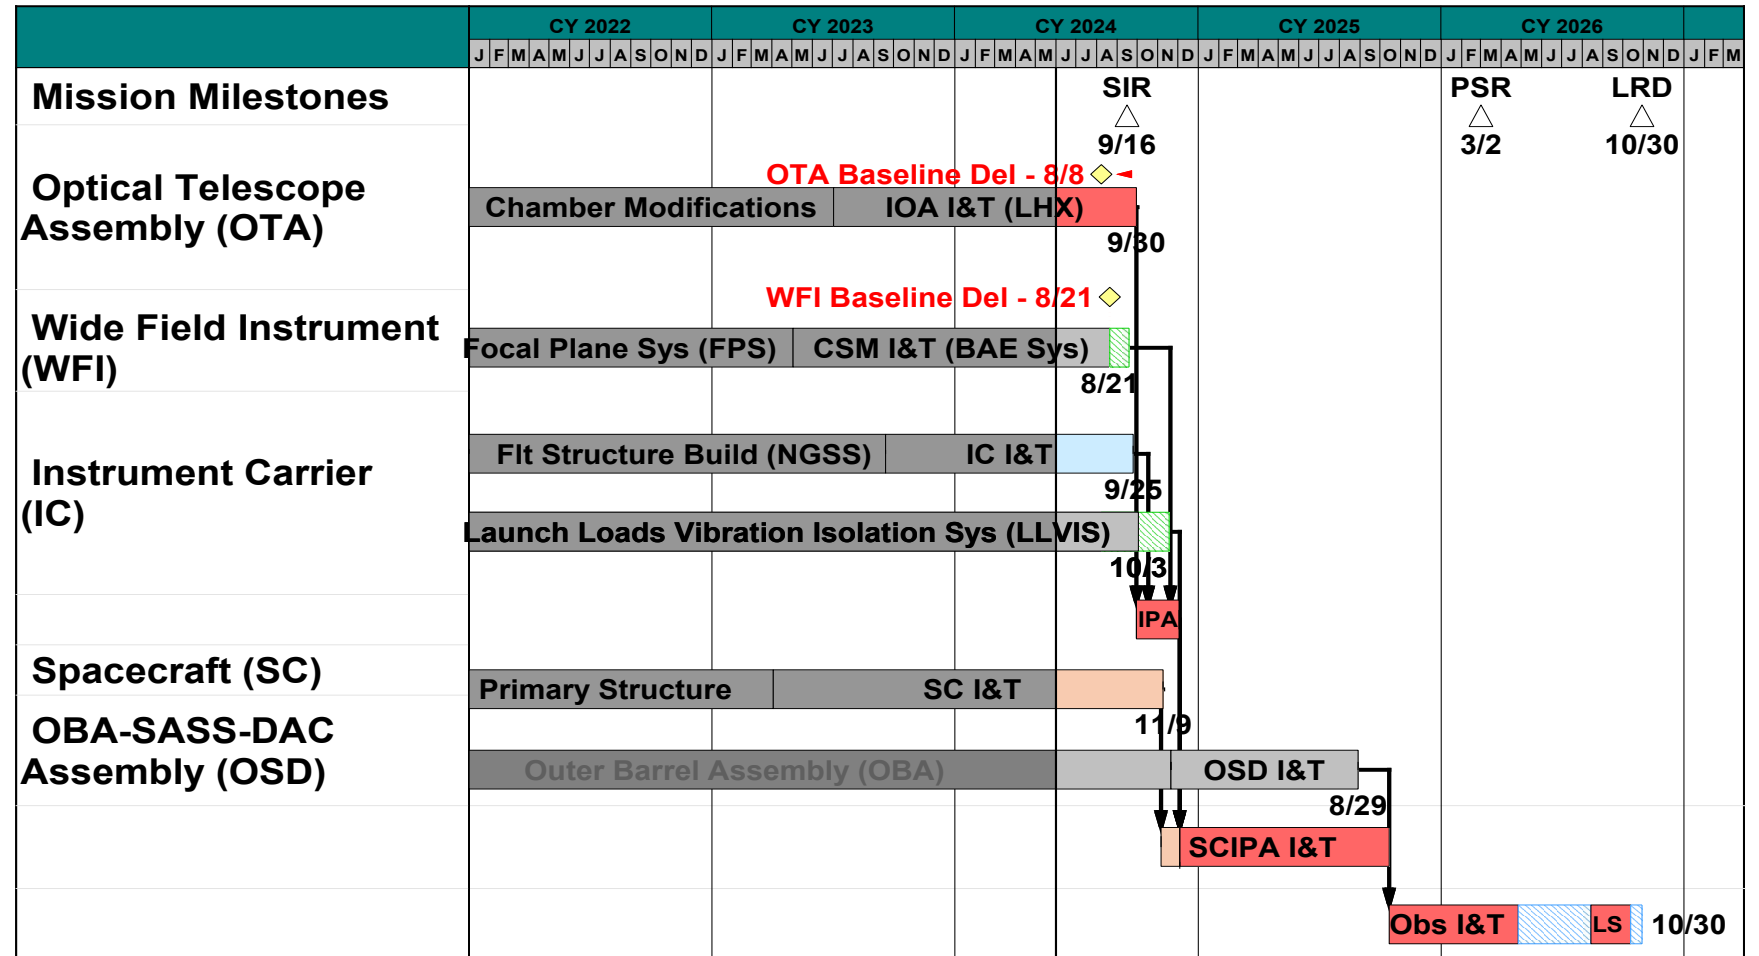 CY 2022 CY 2023 CY 2024 CY 2025 CY 2026
J F M A M J J A S O N D J F M A M J J A S O N D J F M A M J J A S O N D J F M A M J J A S O N D J F M A M J J A S O N D J F M
Mission Milestones
SIR PSR LRD
9/16 3/2 10/30
OTA Baseline Del - 8/8
Optical Telescope
Assembly (OTA)
Chamber Modifications IOA I&T (LHX)
9/30
WFI Baseline Del - 8/21
Wide Field Instrument
(WFI)
Focal Plane Sys (FPS) CSM I&T (BAE Sys)
8/21
Instrument Carrier
(IC)
Flt Structure Build (NGSS) IC I&T
9/25
Launch Loads Vibration Isolation Sys (LLVIS)
10/3
IPA
Spacecraft (SC)
Primary Structure SC I&T
11/9
OBA-SASS-DAC
Assembly (OSD)
Outer Barrel Assembly (OBA) OSD I&T
8/29
SCIPA I&T
Obs I&T LS 10/30